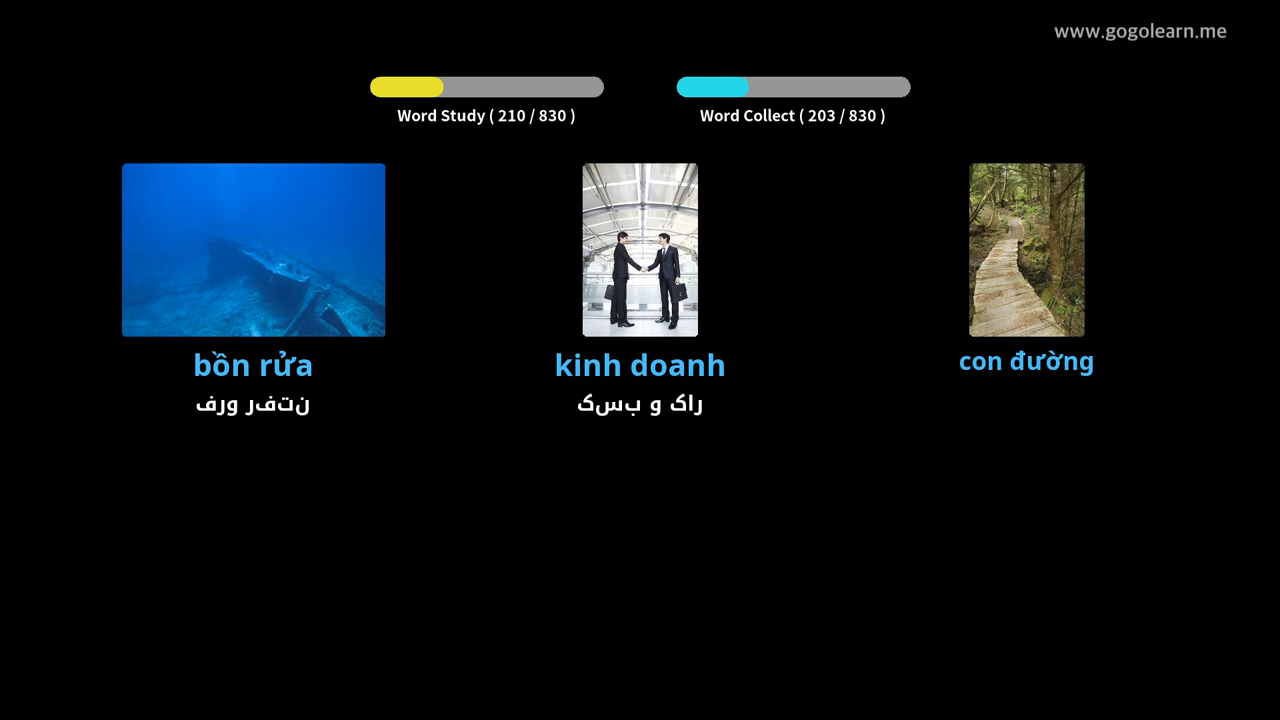 www.gogolearn.me
Word Study ( 210 / 830 )
Word Collect ( 203 / 830 )
bồn rửa
نتفر ورف
kinh doanh
راک و بسک
con đường